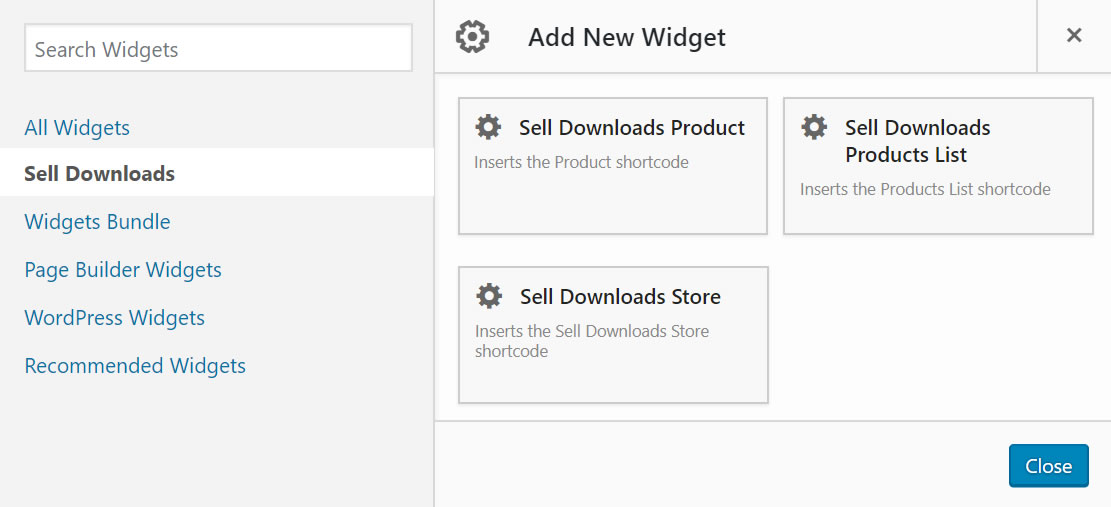 Search Widgets
All Widgets
Sell Downloads
Widgets Bundle
Page Builder Widgets
WordPress Widgets
Recommended Widgets
Add New Widget
×
Sell Downloads Product
Inserts the Product shortcode
Sell Downloads
Products List
Inserts the Products List shortcode
Sell Downloads Store
Inserts the Sell Downloads Store
shortcode
Close